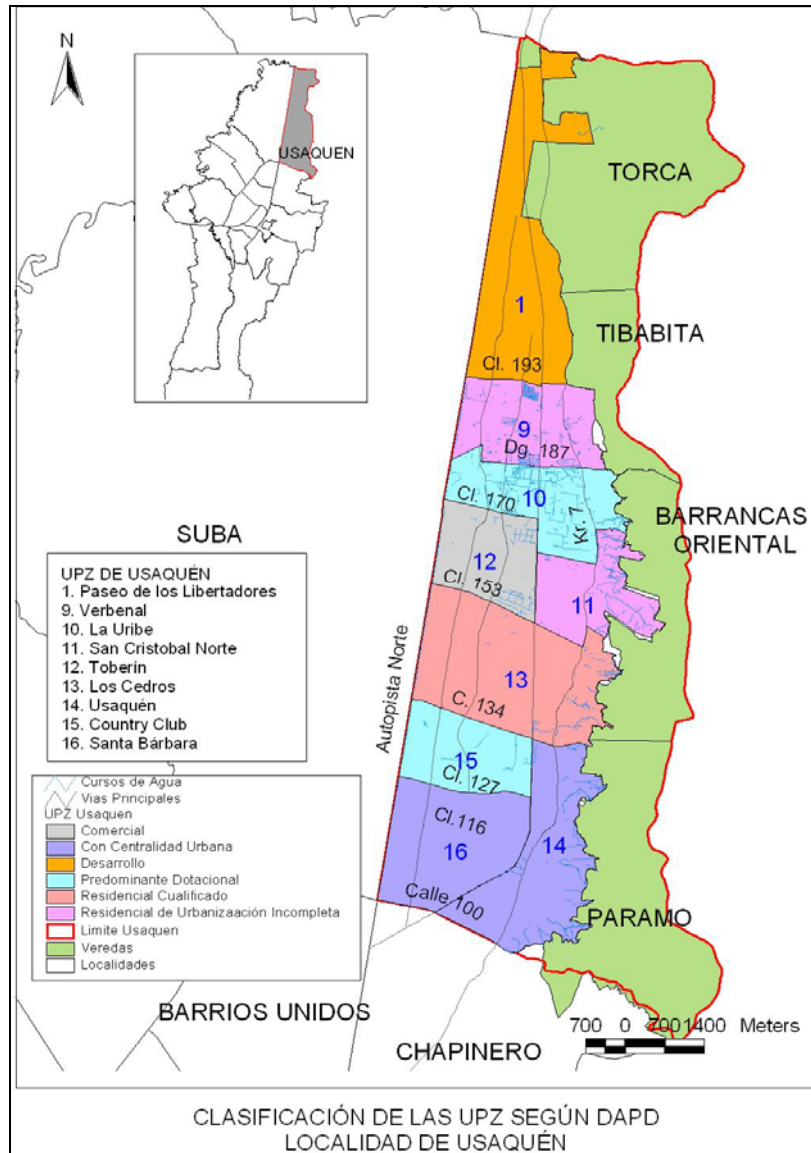 N
USAQUEN
TORCA
1
TIBABITA
Cl. 193
9
Dg. 187
Cl. 170
10
Kr. 7
BARRANCAS
ORIENTAL
SUBA
12
Cl. 153
11
UPZ DE USAQUÉN
1. Paseo de los Libertadores
9. Verbenal
10. La Uribe
11. San Cristobal Norte
12. Toberín
13. Los Cedros
14. Usaquén
15. Country Club
16. Santa Bárbara
Autopista Norte
13
C. 134
15
Cl. 127
Cl.116
16
14
Calle 100
Cursos de Agua
Vias Principales
UPZ Usaquen
Comercial
Con Centralidad Urbana
Desarrollo
Predominante Dotacional
Residencial Cualificado
Residencial de Urbanizaación Incompleta
Limite Usaquen
Veredas
Localidades
PARAMO
BARRIOS UNIDOS
CHAPINERO
700 0 7001400 Meters
CLASIFICACIÓN DE LAS UPZ SEGÚN DAPD
LOCALIDAD DE USAQUÉN